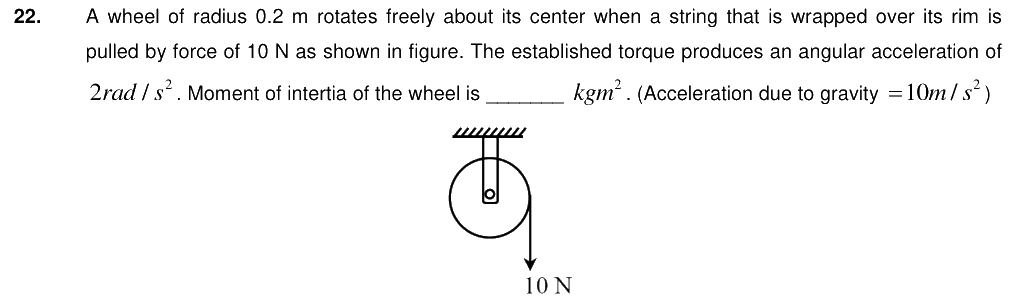 22. A wheel of radius 0.2 m rotates freely about its center when a string that is wrapped over its rim is
pulled by force of 10 N as shown in figure. The established torque produces an angular acceleration of
2rad / s². Moment of intertia of the wheel is _______ kgm². (Acceleration due to gravity = 10m / s²)
10 N